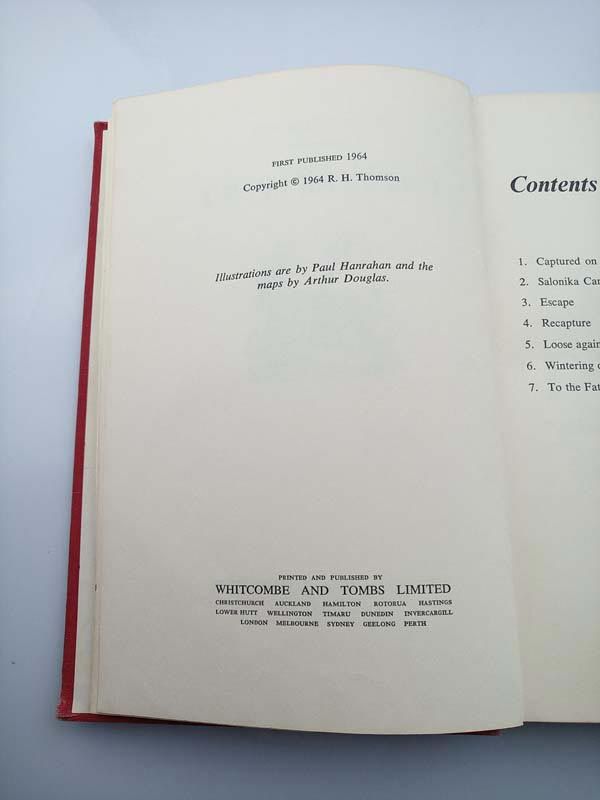 FIRST PUBLISHED 1964
Copyright © 1964 R. H. Thomson
Illustrations are by Paul Hanrahan and the
maps by Arthur Douglas.
PRINTED AND PUBLISHED BY
WHITCOMBE AND TOMBS LIMITED
CHRISTCHURCH AUCKLAND HAMILTON ROTORUA HASTINGS
LOWER HUTT WELLINGTON TIMARU DUNEDIN INVERCARGILL
LONDON MELBOURNE SYDNEY GEELONG PERTH
Contents
1. Captured on
2. Salonika
3. Escape
4. Recapture
5. Loose again
6. Wintering
7. To the